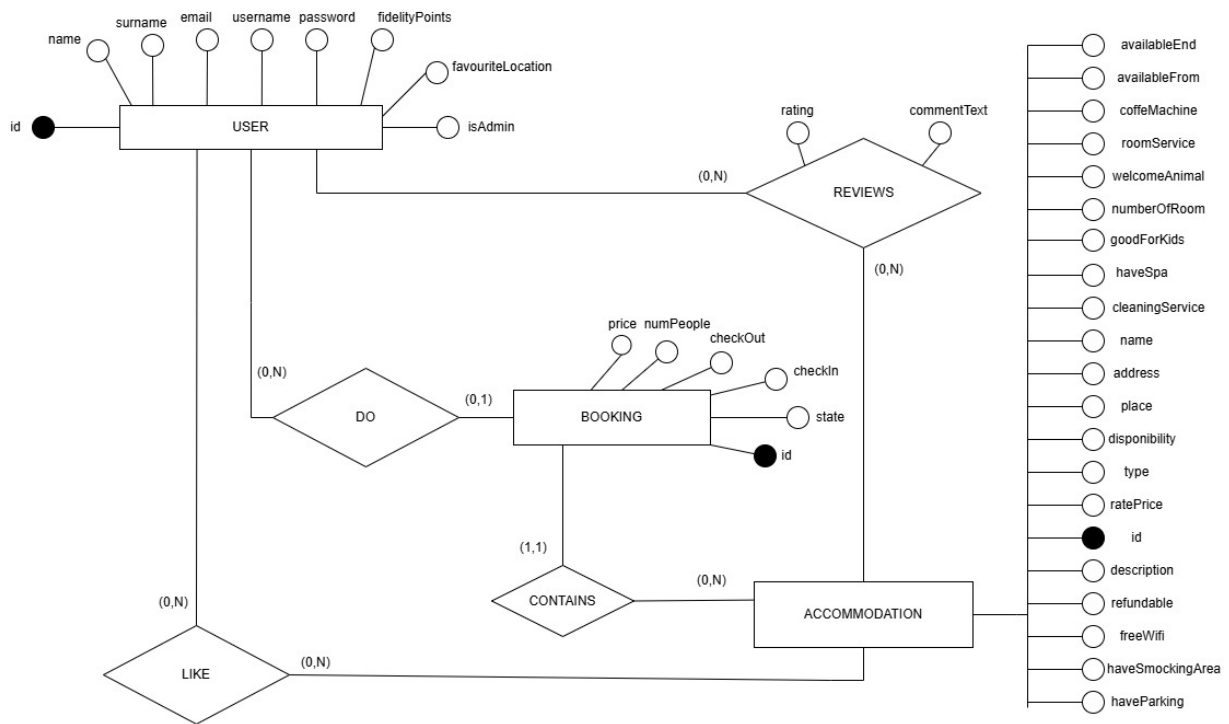 surname
email
username
password
fidelityPoints
name
favouriteLocation
id
USER
isAdmin
(0,N)
rating
commentText
REVIEWS
(0,N)
(0,N)
DO
(0,1)
price
numPeople
checkOut
checkIn
BOOKING
state
id
(1,1)
CONTAINS
(0,N)
ACCOMMODATION
(0,N)
LIKE
(0,N)
availableEnd
availableFrom
coffeMachine
roomService
welcomeAnimal
numberOfRoom
goodForKids
haveSpa
cleaningService
name
address
place
disponibility
type
ratePrice
id
description
refundable
freeWifi
haveSmockingArea
haveParking